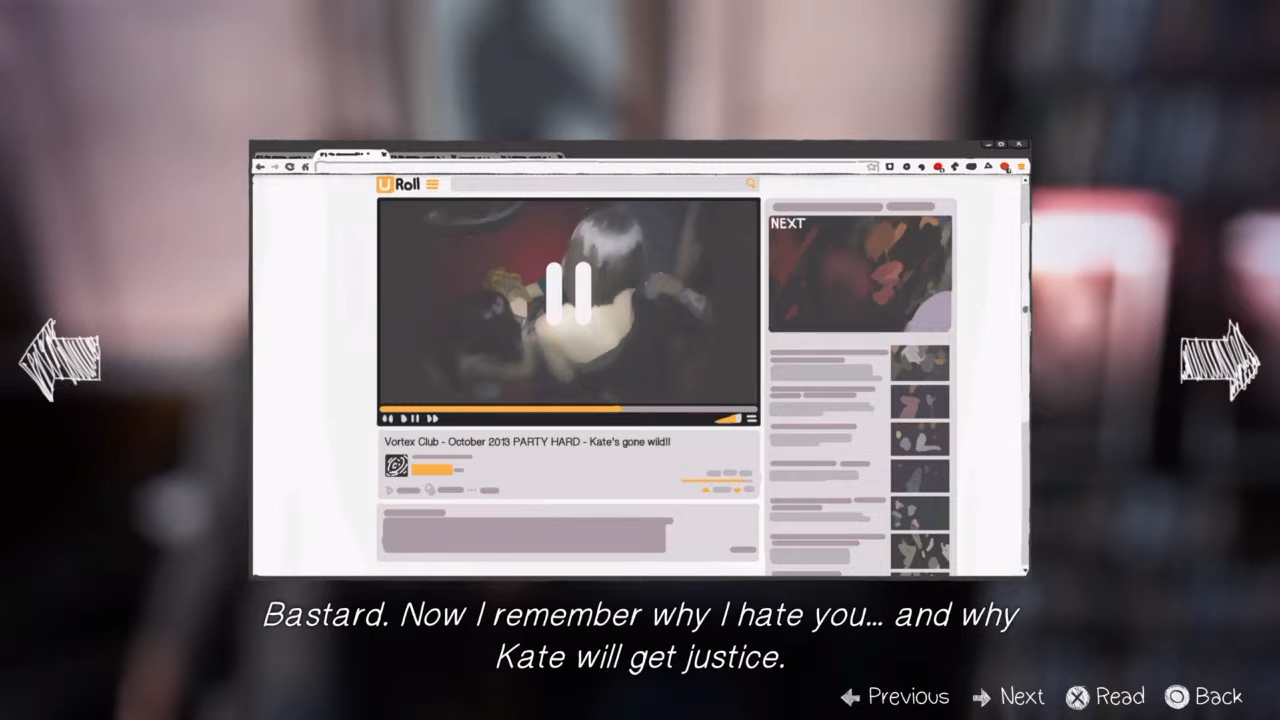 U Roll
NEXT
Vortex Club - October 2013 PARTY HARD - Kate's gone wild!!
Bastard. Now I remember why I hate you... and why
Kate will get justice.
Previous Next Read Back